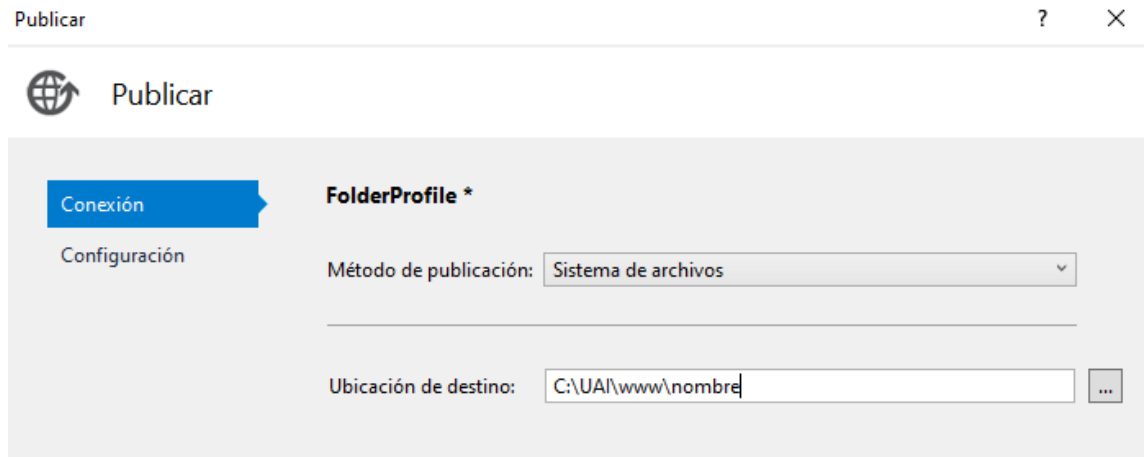 Publicar
?
Publicar
Conexión
Configuración
FolderProfile *
Método de publicación: Sistema de archivos
Ubicación de destino: C:\UAI\www\nombre
...